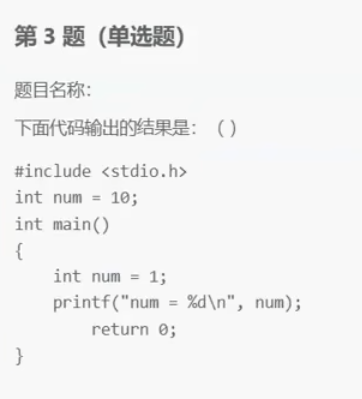 第 3 题（单选题）
题目名称：
下面代码输出的结果是：（ ）
#include <stdio.h>
int num = 10;
int main()
{
    int num = 1;
    printf("num = %d\n", num);
        return 0;
}